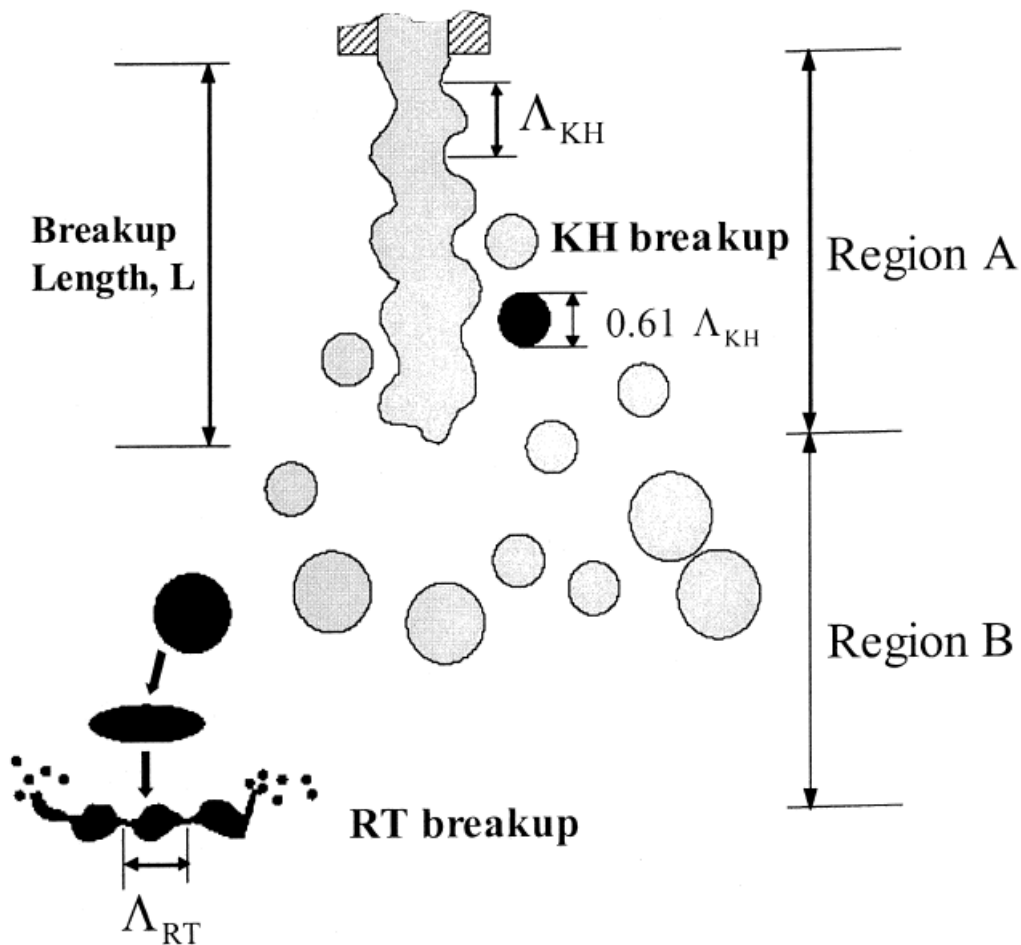 Λ_KH
Breakup
Length, L
KH breakup
Region A
0.61 Λ_KH
Region B
RT breakup
Λ_RT